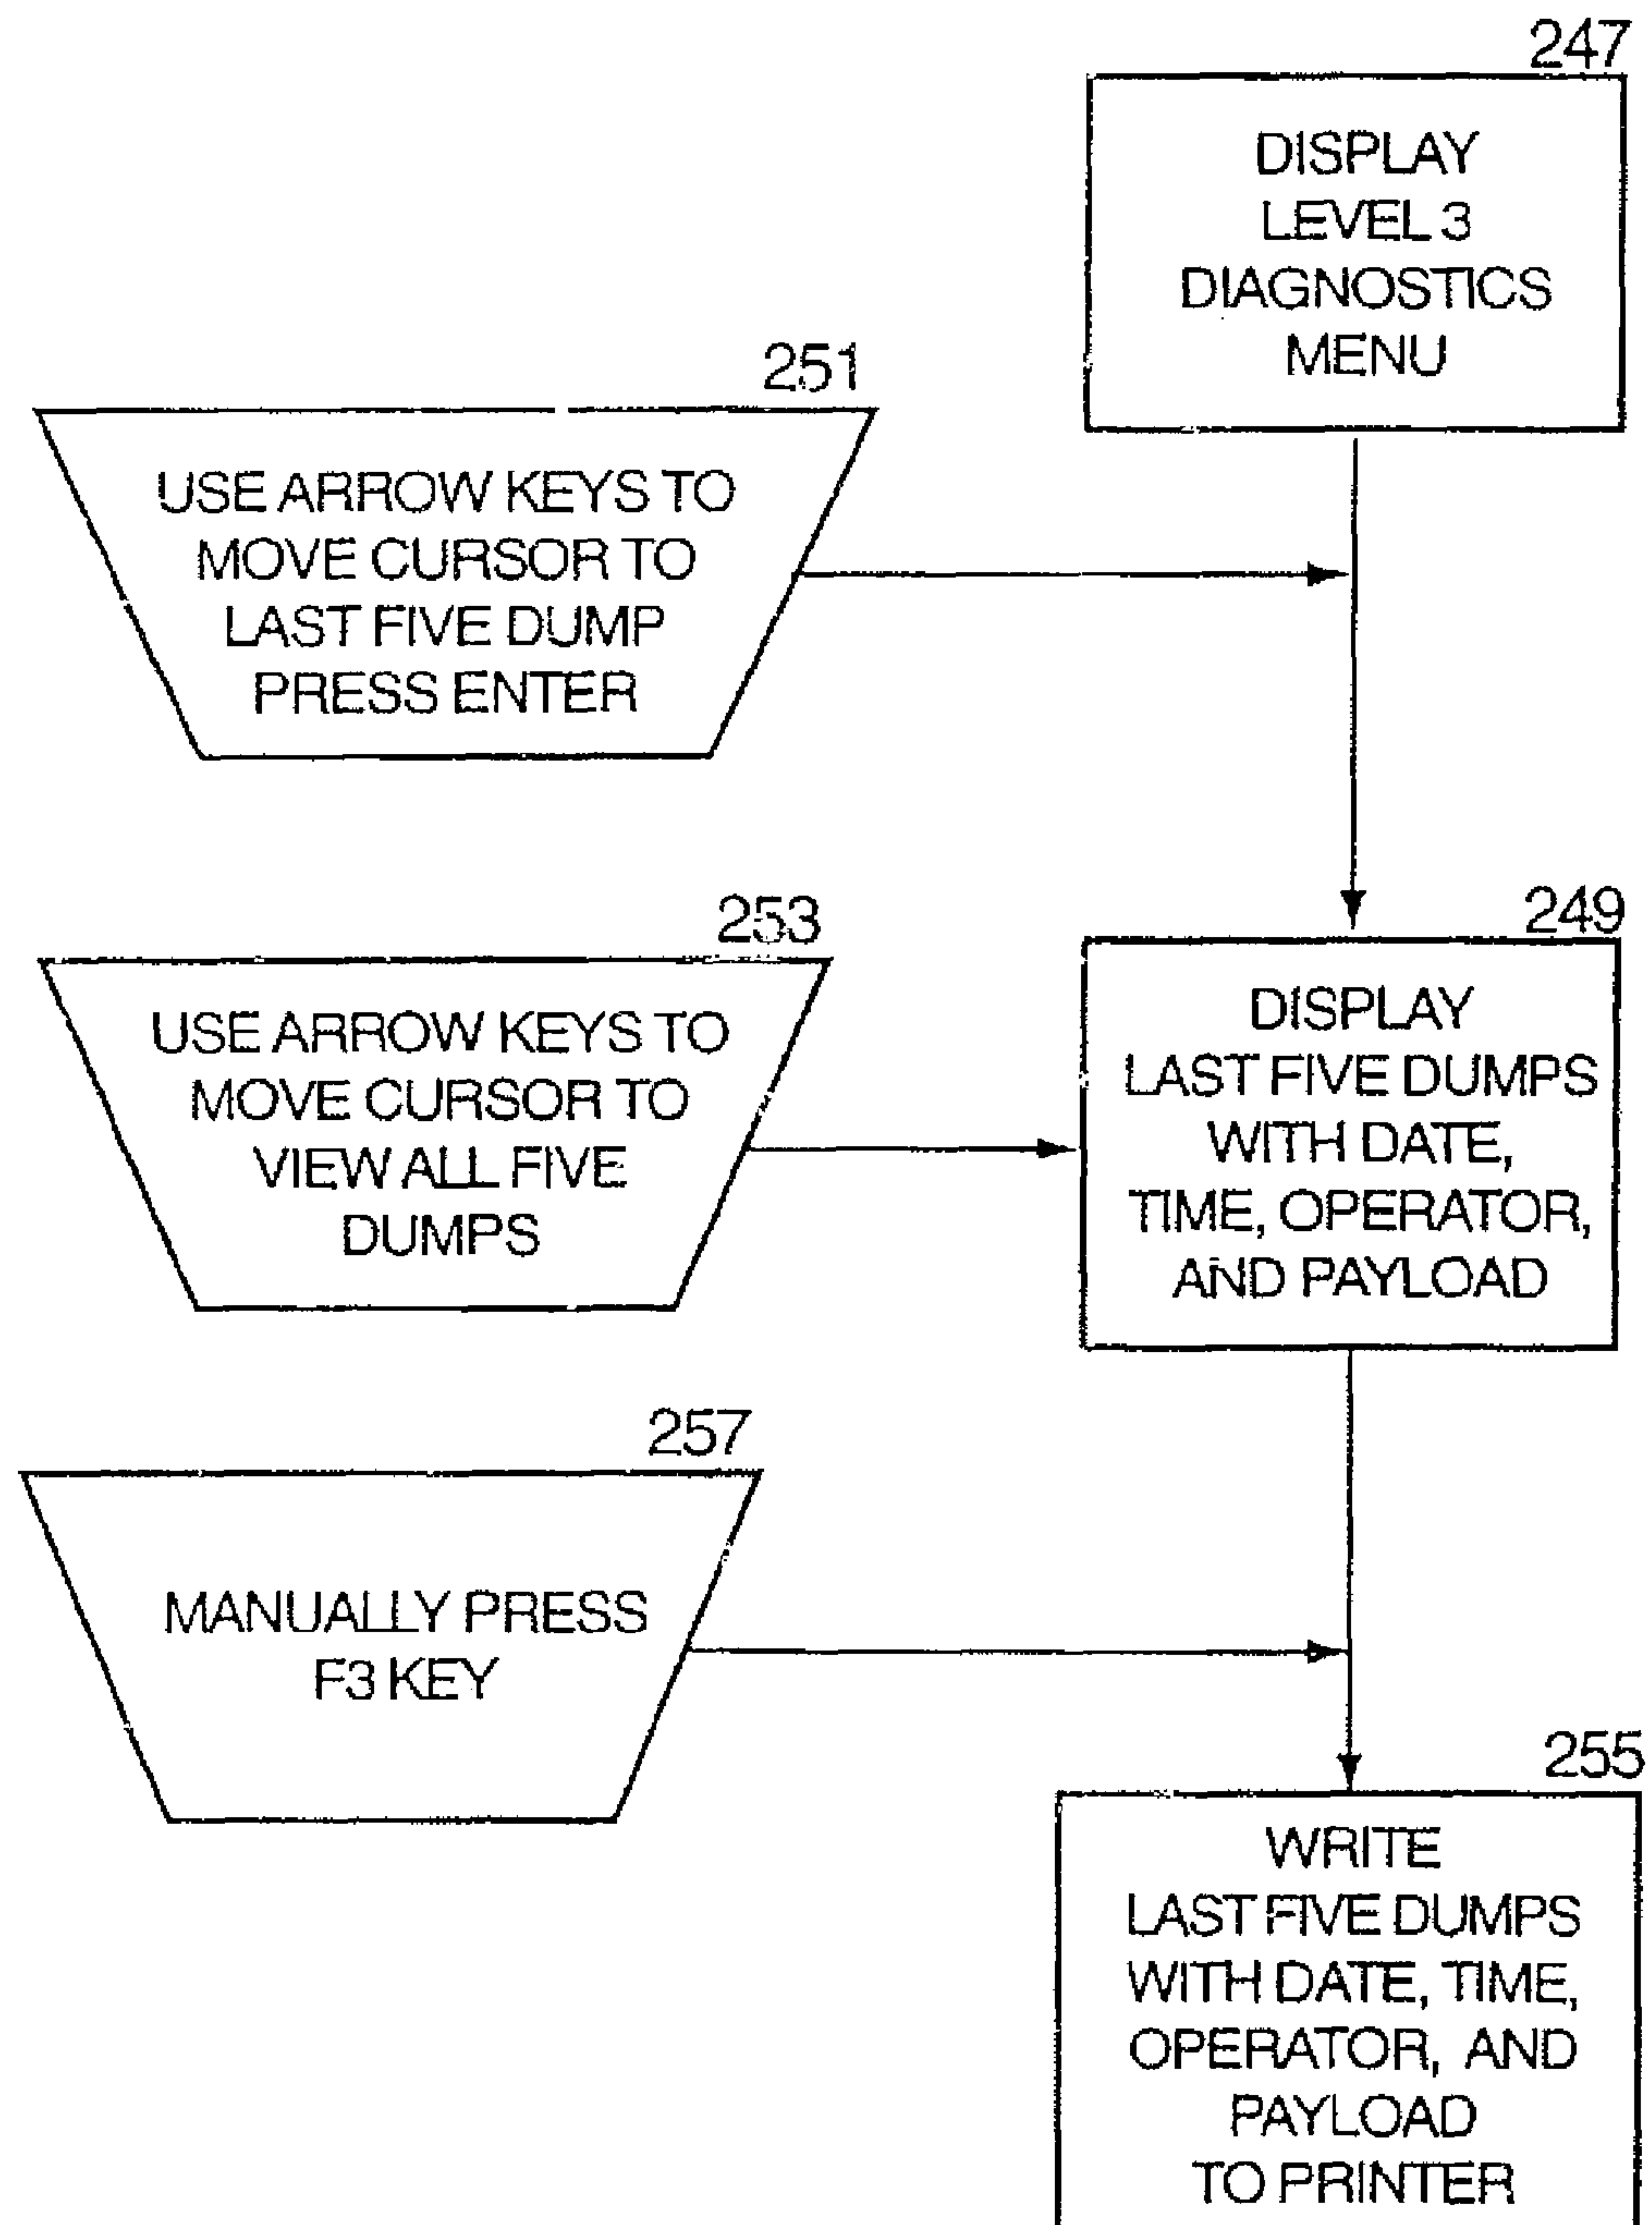 247
DISPLAY
LEVEL 3
DIAGNOSTICS
MENU
251
USE ARROW KEYS TO
MOVE CURSOR TO
LAST FIVE DUMP
PRESS ENTER
253
USE ARROW KEYS TO
MOVE CURSOR TO
VIEW ALL FIVE
DUMPS
249
DISPLAY
LAST FIVE DUMPS
WITH DATE,
TIME, OPERATOR,
AND PAYLOAD
257
MANUALLY PRESS
F3 KEY
255
WRITE
LAST FIVE DUMPS
WITH DATE, TIME,
OPERATOR, AND
PAYLOAD
TO PRINTER